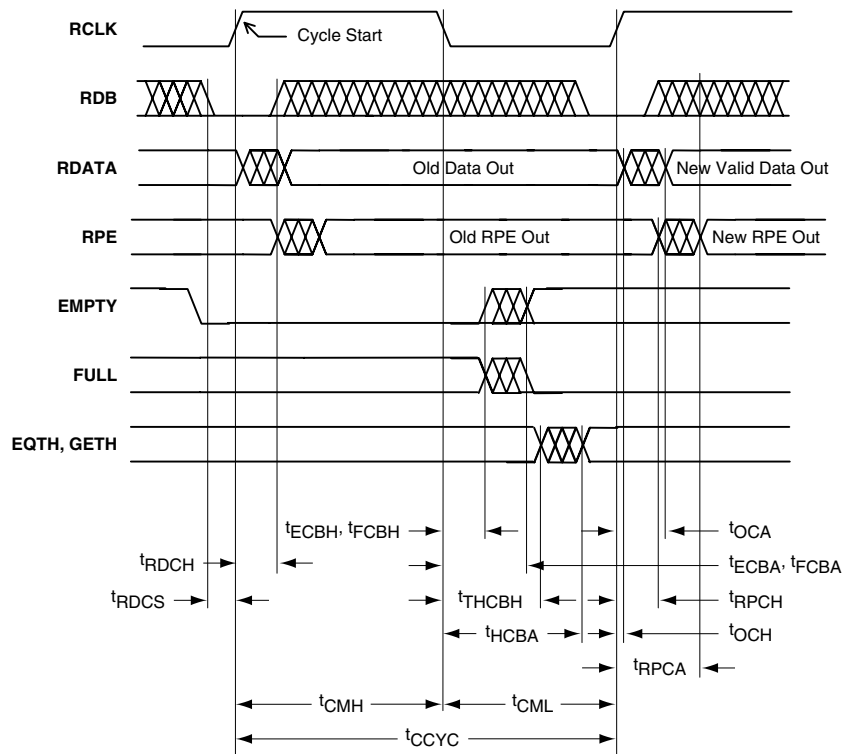 RCLK
Cycle Start
RDB
RDATA
Old Data Out
New Valid Data Out
RPE
Old RPE Out
New RPE Out
EMPTY
FULL
EQTH, GETH
tECBH, tFCBH
tOCA
tRDCH
tECBA, tFCBA
tRDCS
tTHCBH
tRPCH
tHCBA
tOCH
tRPCA
tCMH
tCML
tCCYC